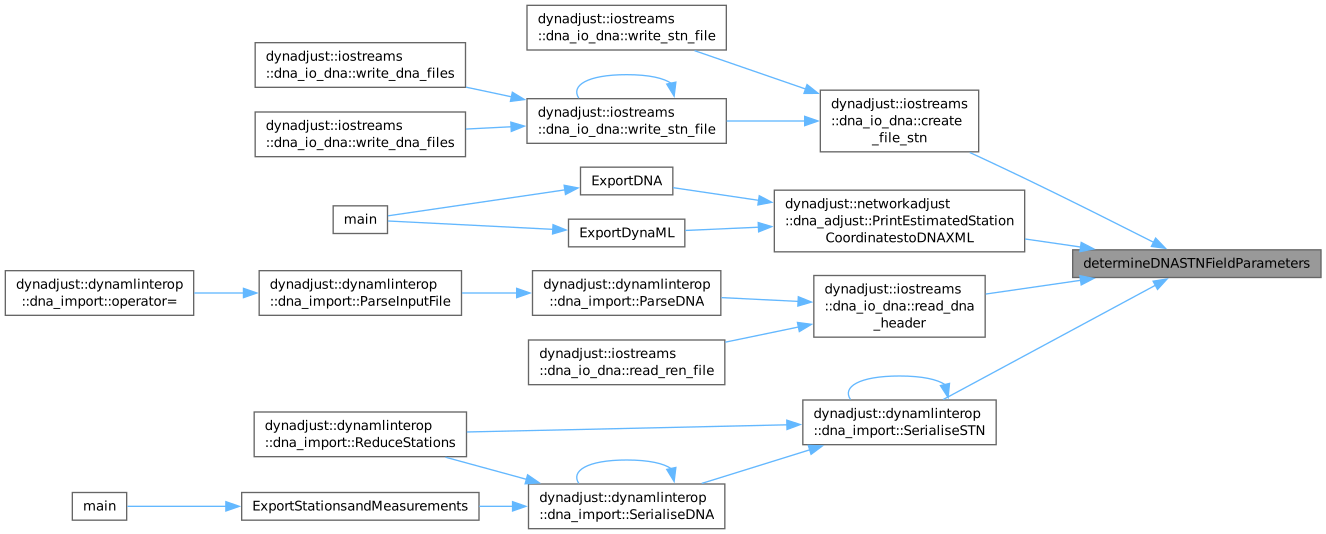 dynadjust::iostreams
::dna_io_dna::write_stn_file
dynadjust::iostreams
::dna_io_dna::write_dna_files
dynadjust::iostreams
::dna_io_dna::write_stn_file
dynadjust::iostreams
::dna_io_dna::create
_file_stn
dynadjust::iostreams
::dna_io_dna::write_dna_files
ExportDNA
main
ExportDynaML
dynadjust::networkadjust
::dna_adjust::PrintEstimatedStation
CoordinatestoDNAXML
determineDNASTNFieldParameters
dynadjust::dynamlinterop
::dna_import::operator=
dynadjust::dynamlinterop
::dna_import::ParseInputFile
dynadjust::dynamlinterop
::dna_import::ParseDNA
dynadjust::iostreams
::dna_io_dna::read_dna
_header
dynadjust::iostreams
::dna_io_dna::read_ren_file
dynadjust::dynamlinterop
::dna_import::SerialiseSTN
dynadjust::dynamlinterop
::dna_import::ReduceStations
main
ExportStationsandMeasurements
dynadjust::dynamlinterop
::dna_import::SerialiseDNA